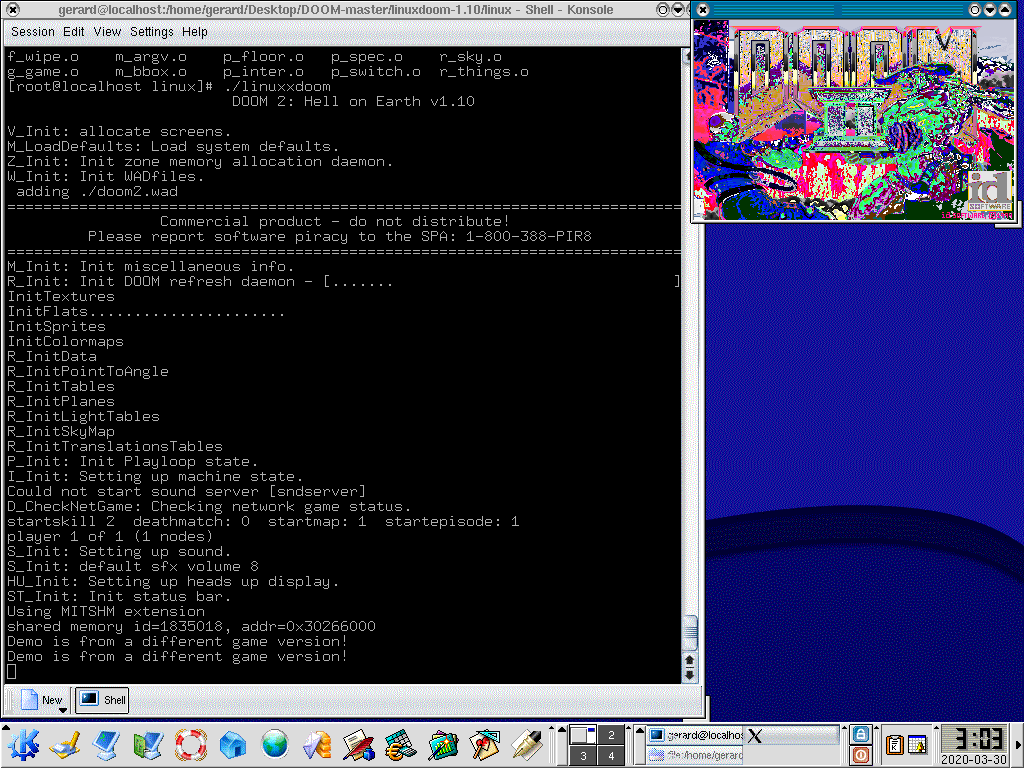 gerard@localhost:/home/gerard/Desktop/DOOM-master/linuxdoom-1.10/linux - Shell - Konsole
Session Edit View Settings Help
f_wipe.o m_argv.o p_floor.o p_spec.o r_sky.o
g_game.o m_bbox.o p_inter.o p_switch.o r_things.o
[root@localhost linux]# ./linuxxdoom
DOOM 2: Hell on Earth v1.10
V_Init: allocate screens.
M_LoadDefaults: Load system defaults.
Z_Init: Init zone memory allocation daemon.
W_Init: Init WADfiles.
adding ./doom2.wad
===========================================================================
Commercial product - do not distribute!
Please report software piracy to the SPA: 1-800-388-PIR8
===========================================================================
M_Init: Init miscellaneous info.
R_Init: Init DOOM refresh daemon - [....... ]
InitTextures
InitFlats......................
InitSprites
InitColormaps
R_InitData
R_InitPointToAngle
R_InitTables
R_InitPlanes
R_InitLightTables
R_InitSkyMap
R_InitTranslationsTables
P_Init: Init Playloop state.
I_Init: Setting up machine state.
Could not start sound server [sndserver]
D_CheckNetGame: Checking network game status.
startskill 2 deathmatch: 0 startmap: 1 startepisode: 1
player 1 of 1 (1 nodes)
S_Init: Setting up sound.
S_Init: default sfx volume 8
HU_Init: Setting up heads up display.
ST_Init: Init status bar.
Using MITSHM extension
shared memory id=1835018, addr=0x30266000
Demo is from a different game version!
Demo is from a different game version!
New Shell
DOOM
id
SOFTWARE
2
3 4
gerard@localhos
file:/home/gerard
X
3:03
2020-03-30